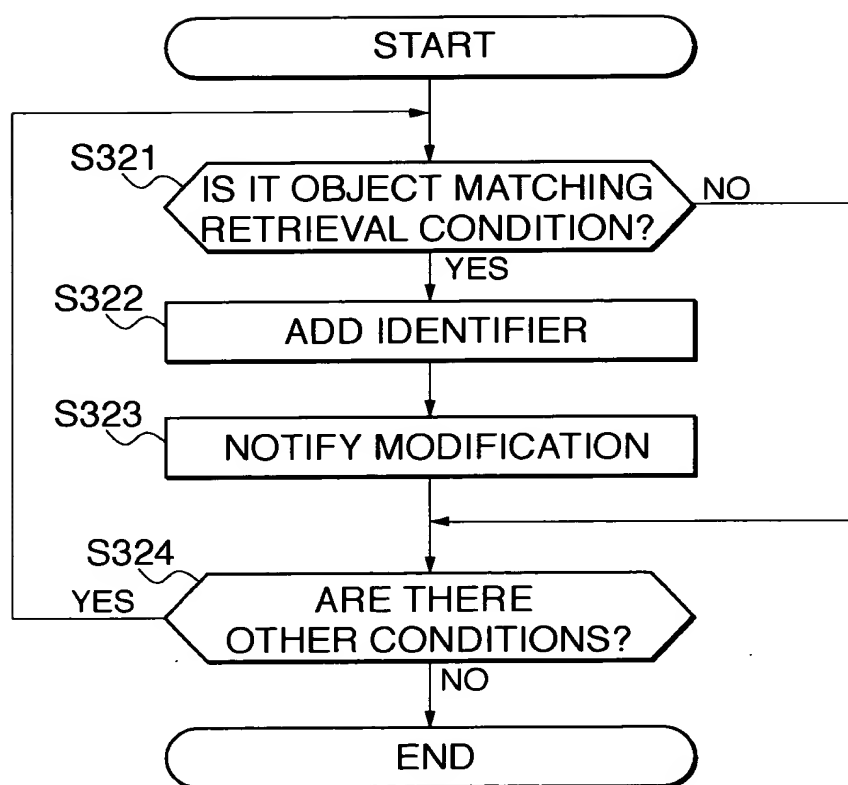 START
S321
IS IT OBJECT MATCHING
RETRIEVAL CONDITION?
NO
YES
S322
ADD IDENTIFIER
S323
NOTIFY MODIFICATION
S324
YES
ARE THERE
OTHER CONDITIONS?
NO
END